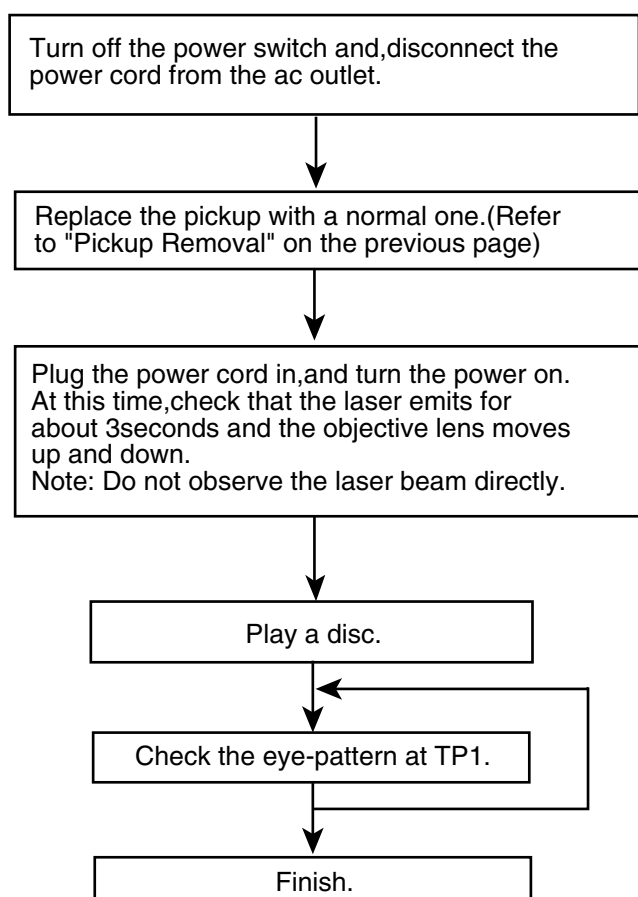 Turn off the power switch and,disconnect the
power cord from the ac outlet.
Replace the pickup with a normal one.(Refer
to "Pickup Removal" on the previous page)
Plug the power cord in,and turn the power on.
At this time,check that the laser emits for
about 3seconds and the objective lens moves
up and down.
Note: Do not observe the laser beam directly.
Play a disc.
Check the eye-pattern at TP1.
Finish.